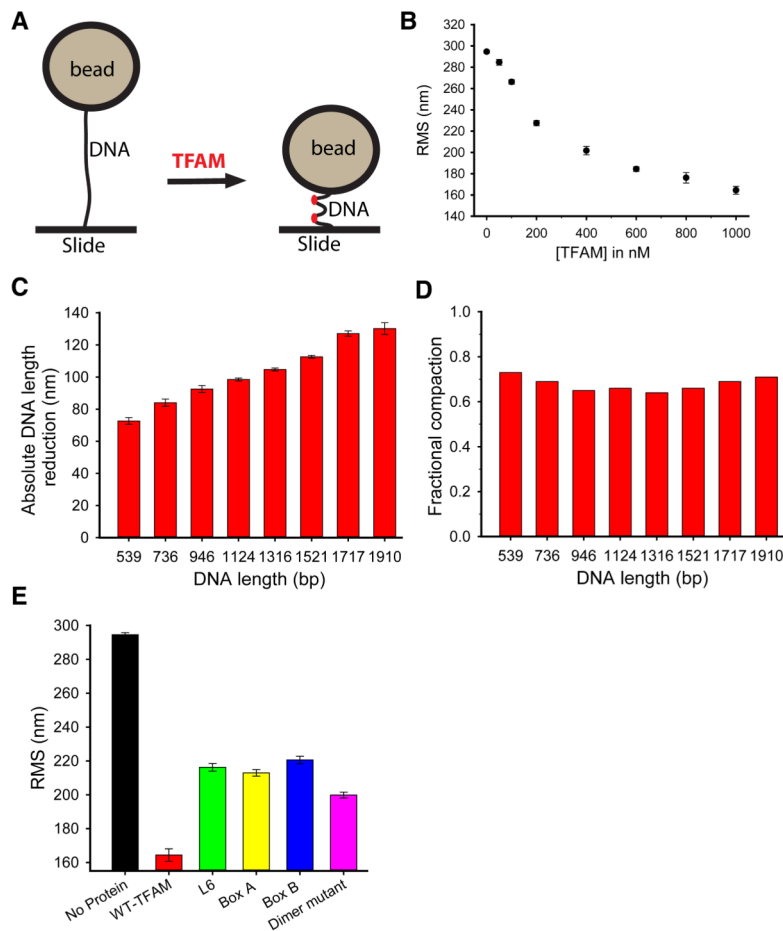 A
bead
DNA
Slide
TFAM
bead
DNA
Slide
B
RMS (nm)
320
300
280
260
240
220
200
180
160
140
0 200 400 600 800 1000
[TFAM] in nM
C
Absolute DNA length
reduction (nm)
140
120
100
80
60
40
20
0
539 736 946 1124 1316 1521 1717 1910
DNA length (bp)
D
Fractional compaction
1.0
0.8
0.6
0.4
0.2
0.0
539 736 946 1124 1316 1521 1717 1910
DNA length (bp)
E
RMS (nm)
300
280
260
240
220
200
180
160
No Protein
WT-TFAM
L6
Box A
Box B
Dimer mutant